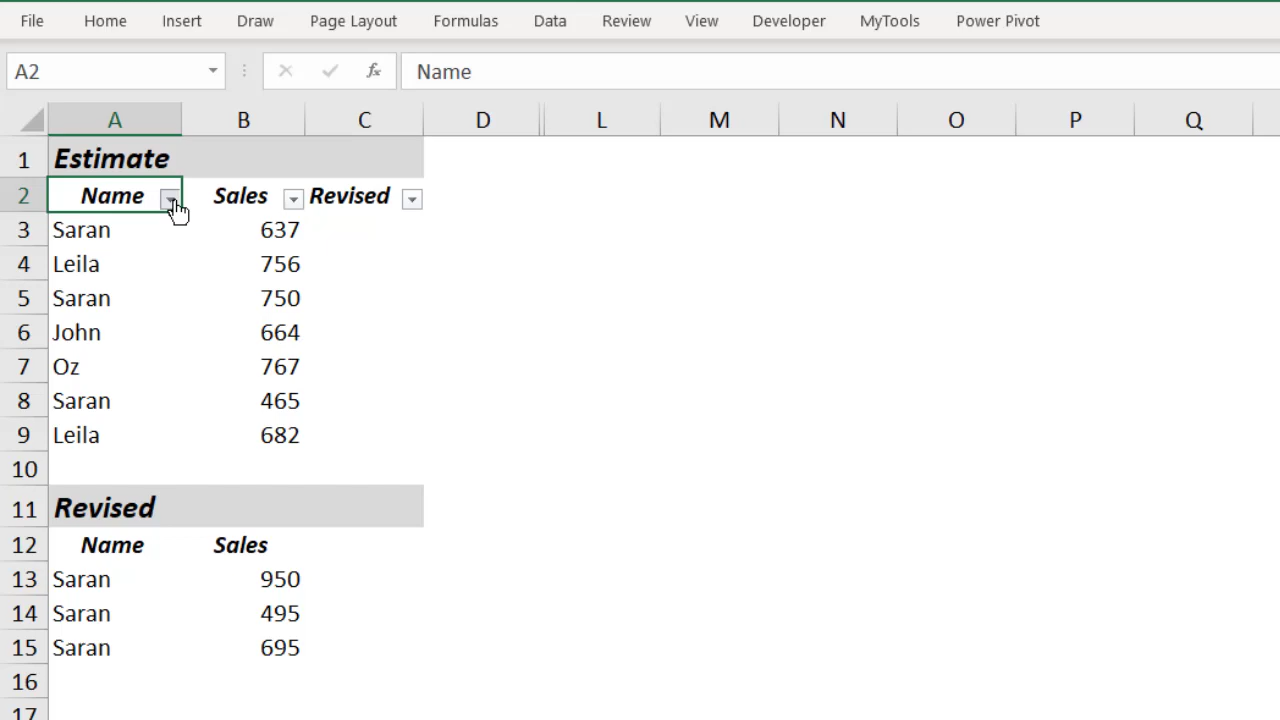 File Home Insert Draw Page Layout Formulas Data Review View Developer MyTools Power Pivot
A2 fx Name
A B C D L M N O P Q
1 Estimate
2 Name Sales Revised
3 Saran 637
4 Leila 756
5 Saran 750
6 John 664
7 Oz 767
8 Saran 465
9 Leila 682
10
11 Revised
12 Name Sales
13 Saran 950
14 Saran 495
15 Saran 695
16
17